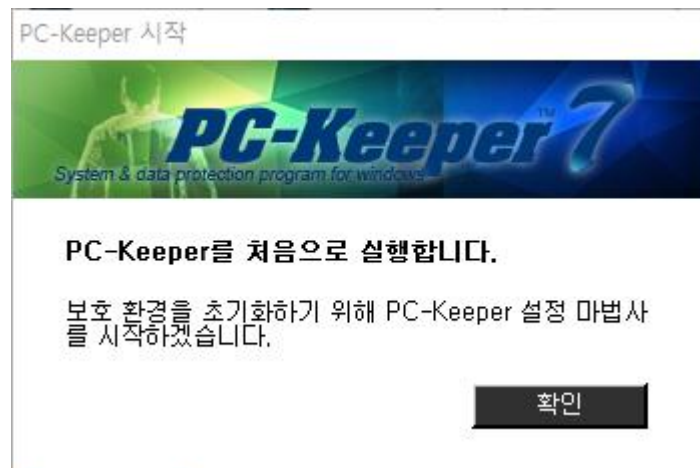 PC-Keeper 시작
PC-Keeper™ 7
System & data protection program for windows
PC-Keeper를 처음으로 실행합니다.
보호 환경을 초기화하기 위해 PC-Keeper 설정 마법사
를 시작하겠습니다.
확인